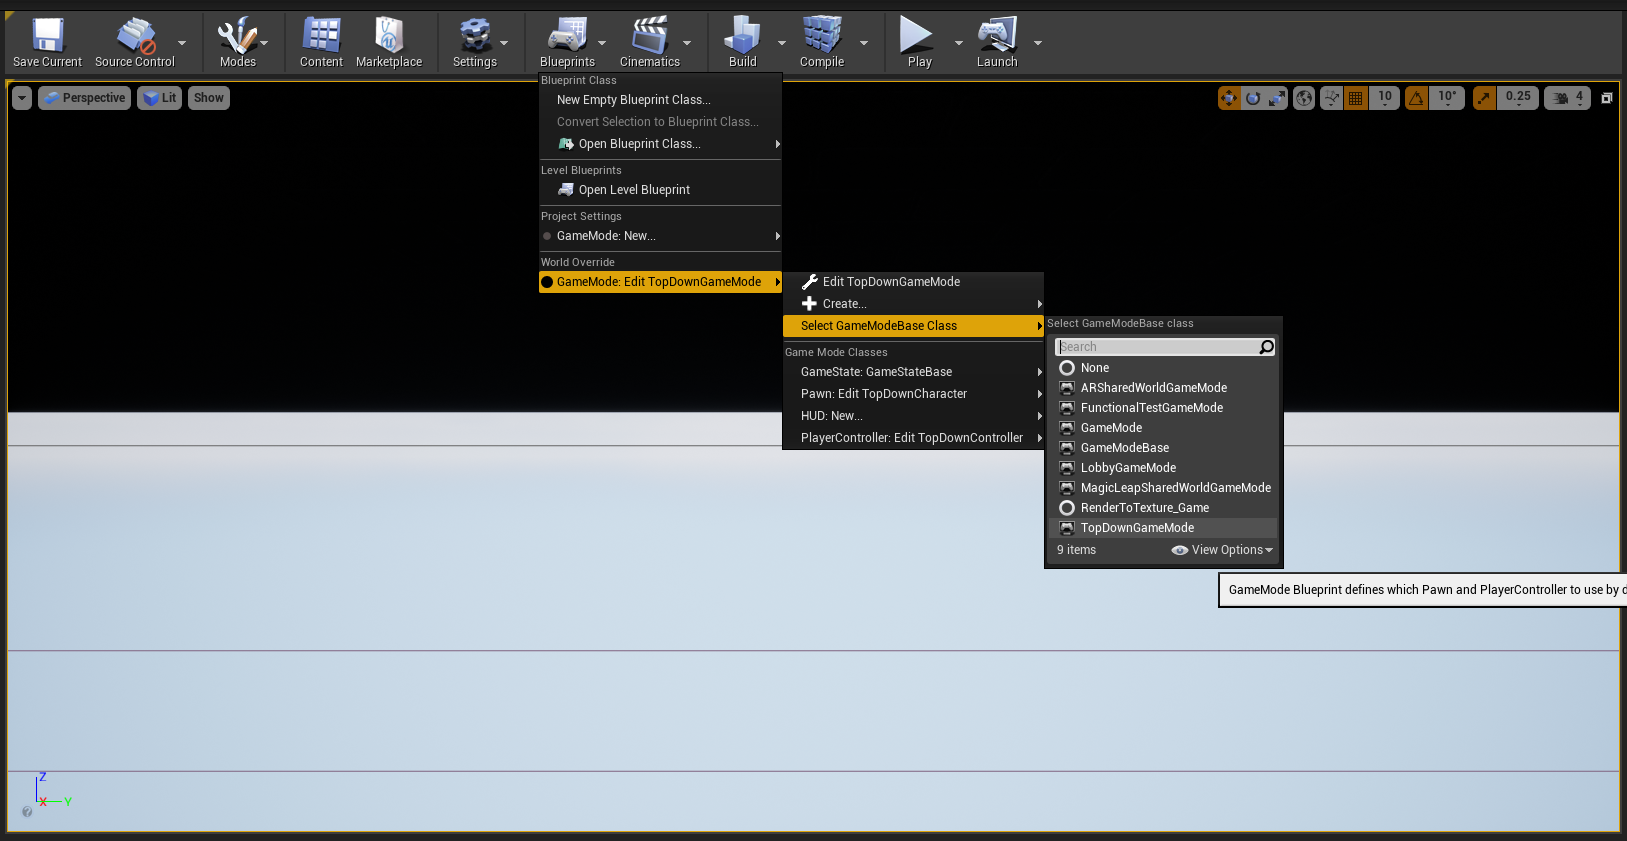 Save Current
Source Control
Modes
Content
Marketplace
Settings
Blueprints
Cinematics
Build
Compile
Play
Launch
Perspective
Lit
Show
10
10°
0.25
4
Blueprint Class
New Empty Blueprint Class...
Convert Selection to Blueprint Class...
Open Blueprint Class...
Level Blueprints
Open Level Blueprint
Project Settings
GameMode: New...
World Override
GameMode: Edit TopDownGameMode
Edit TopDownGameMode
Create...
Select GameModeBase Class
Game Mode Classes
GameState: GameStateBase
Pawn: Edit TopDownCharacter
HUD: New...
PlayerController: Edit TopDownController
Select GameModeBase class
Search
None
ARSharedWorldGameMode
FunctionalTestGameMode
GameMode
GameModeBase
LobbyGameMode
MagicLeapSharedWorldGameMode
RenderToTexture_Game
TopDownGameMode
9 items
View Options
GameMode Blueprint defines which Pawn and PlayerController to use by d
Z
X
Y
?